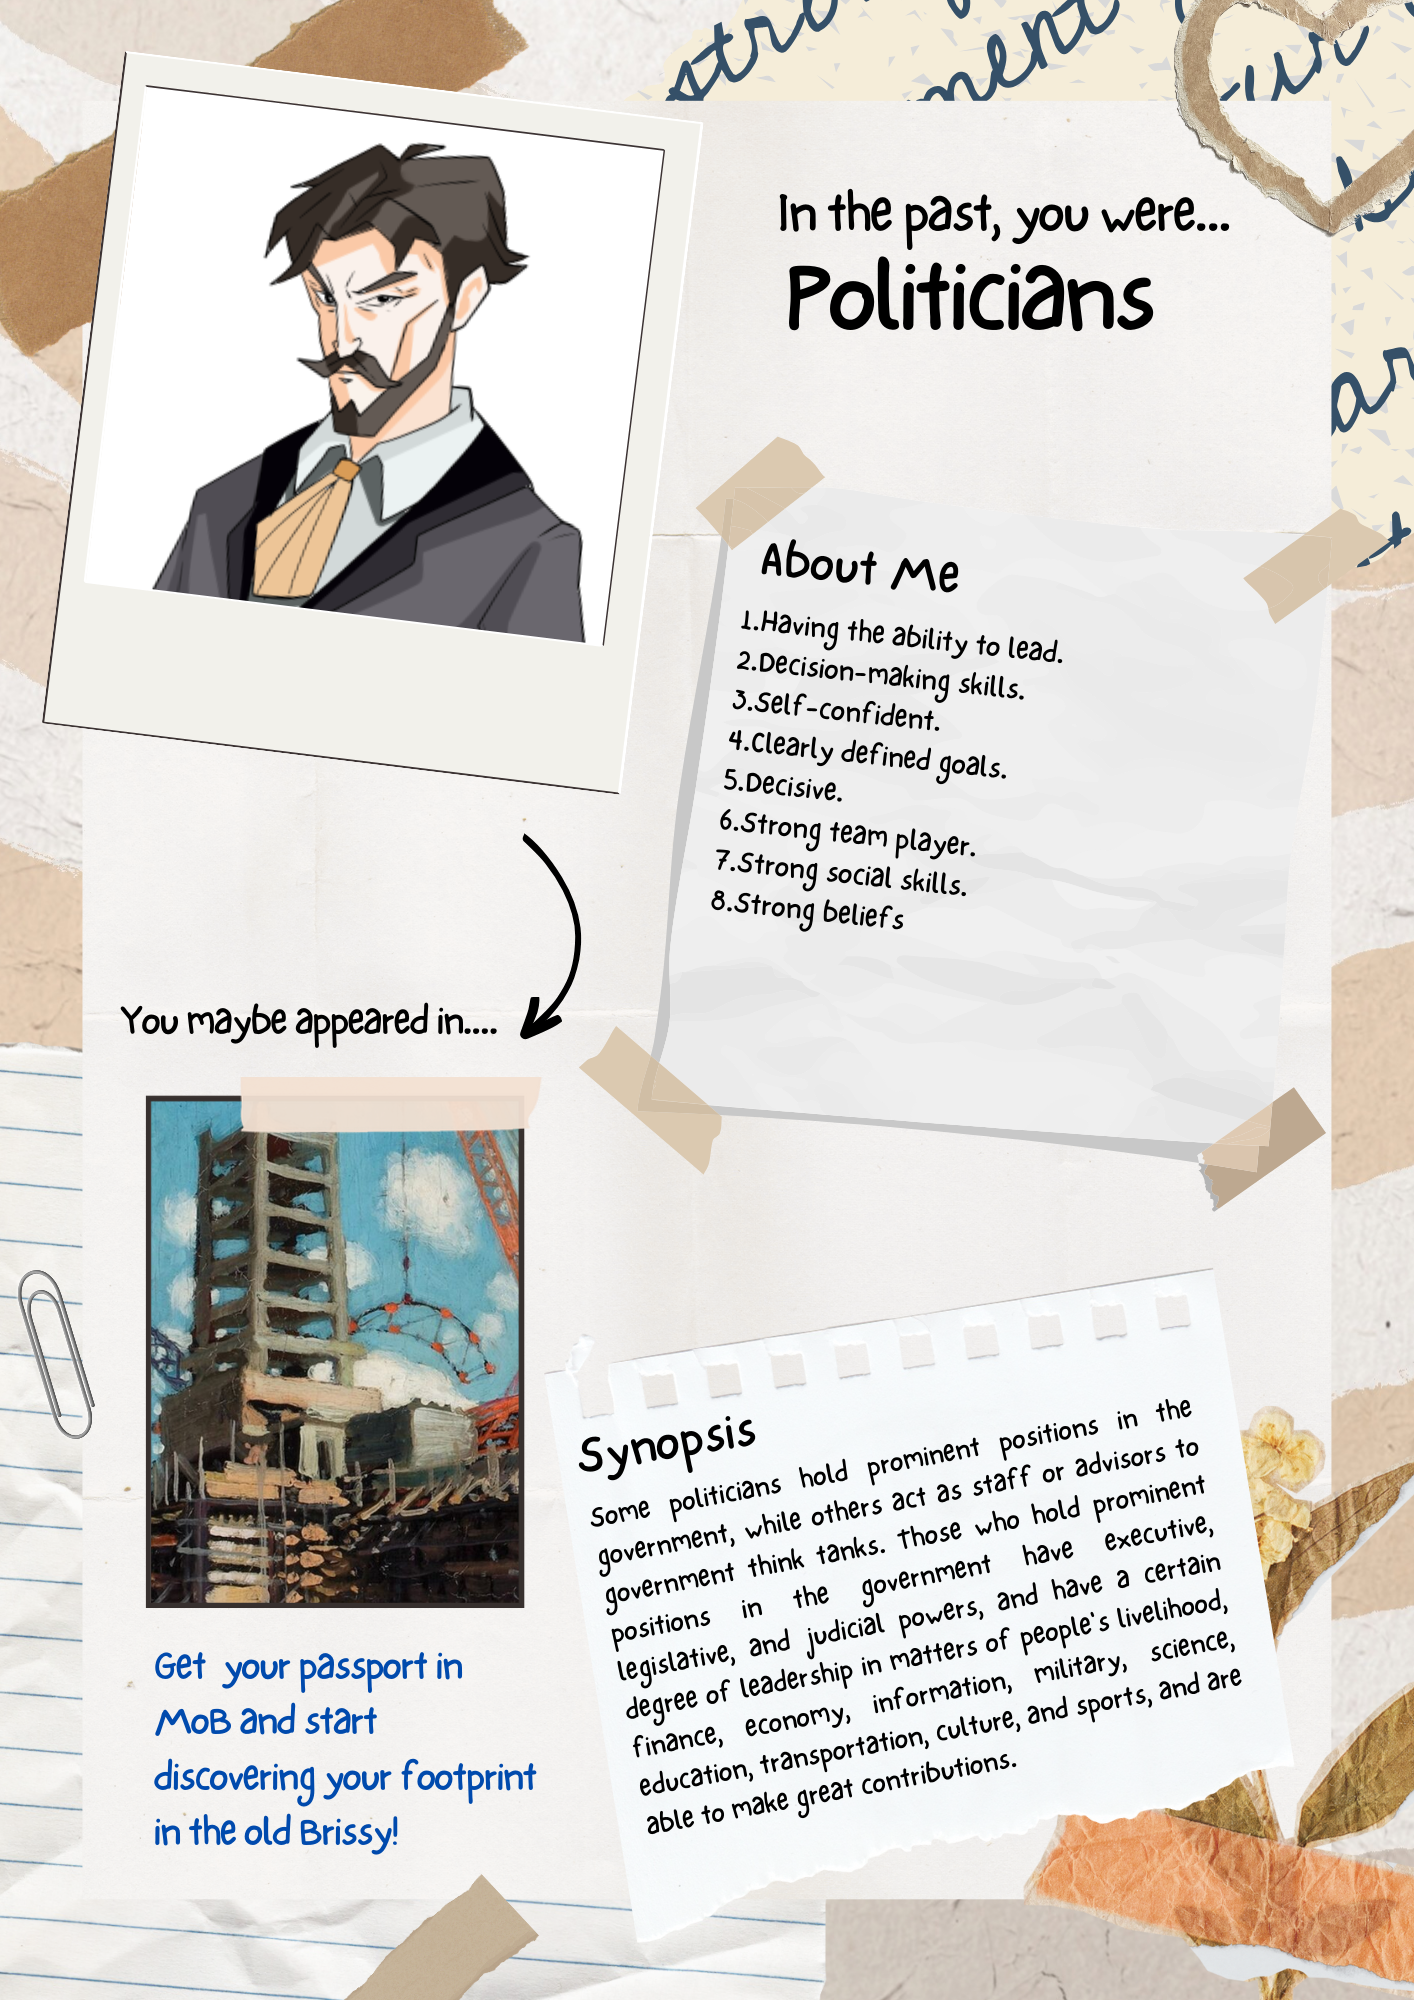 In the past, you were...
Politicians
About Me
1.Having the ability to lead.
2.Decision-making skills.
3.Self-confident.
4.Clearly defined goals.
5.Decisive.
6.Strong team player.
7.Strong social skills.
8.Strong beliefs
You maybe appeared in....
Synopsis
Some politicians hold prominent positions in the
government, while others act as staff or advisors to
government think tanks. Those who hold prominent
positions in the government have executive,
legislative, and judicial powers, and have a certain
degree of leadership in matters of people's livelihood,
finance, economy, information, military, science,
education, transportation, culture, and sports, and are
able to make great contributions.
Get your passport in
MoB and start
discovering your footprint
in the old Brissy!